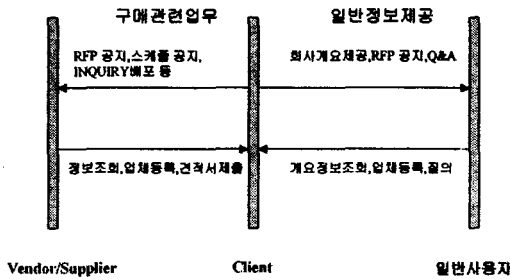 구매관련업무
일반정보제공
RFP 공지,스케쥴 공지,
INQUIRY배포 등
회사개요제공,RFP 공지,Q&A
정보조회,업체등록,견적서제출
개요정보조회,업체등록,질의
Vendor/Supplier
Client
일반사용자